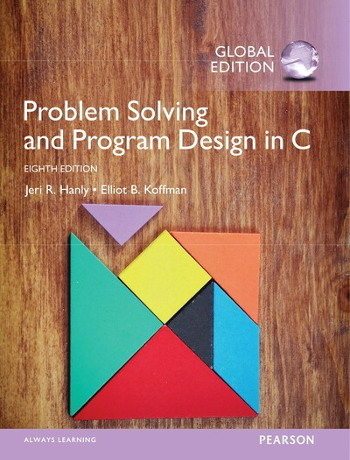 GLOBAL
EDITION
Problem Solving
and Program Design in C
EIGHTH EDITION
Jeri R. Hanly • Elliot B. Koffman
ALWAYS LEARNING
PEARSON